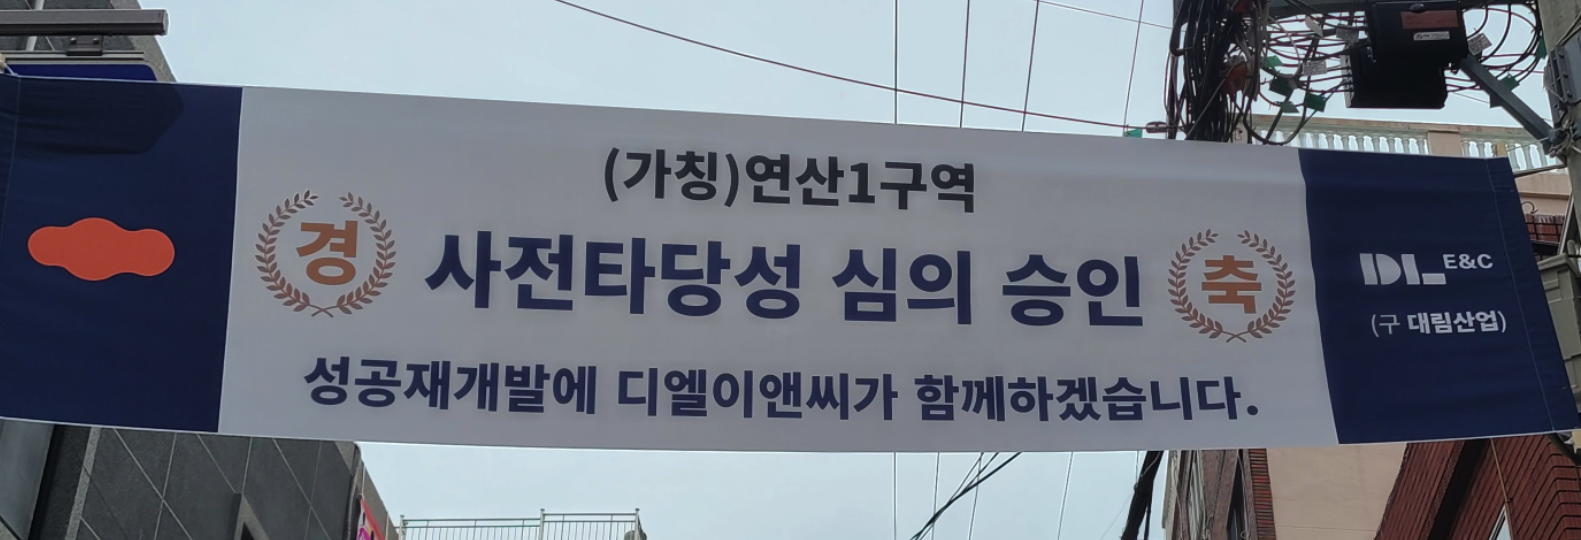 (가칭)연산1구역
경 사전타당성 심의 승인 축
성공재개발에 디엘이앤씨가 함께하겠습니다.
DL E&C
(구 대림산업)